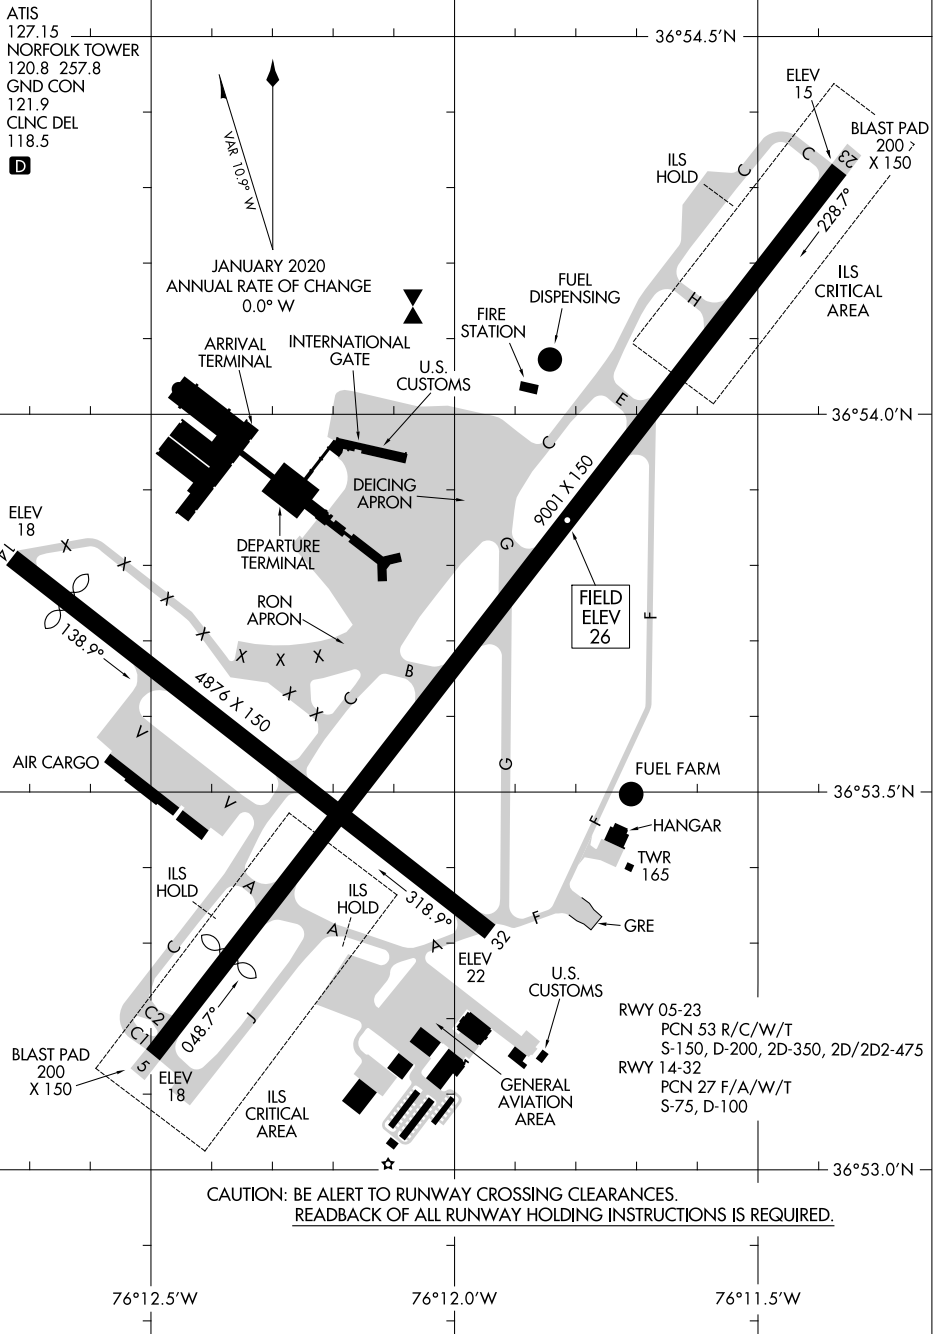 ATIS
127.15
NORFOLK TOWER
120.8 257.8
GND CON
121.9
CLNC DEL
118.5
D
36°54.5'N
VAR 10.9° W
JANUARY 2020
ANNUAL RATE OF CHANGE
0.0° W
ELEV
15
BLAST PAD
200
X 150
23
C
C
ILS
HOLD
228.7°
ILS
CRITICAL
AREA
H
FUEL
DISPENSING
FIRE
STATION
ARRIVAL
TERMINAL
INTERNATIONAL
GATE
U.S.
CUSTOMS
E
36°54.0'N
C
9001 X 150
DEICING
APRON
ELEV
18
14
X
X
X
X
X
X
X
X
X
DEPARTURE
TERMINAL
G
FIELD
ELEV
26
RON
APRON
F
138.9°
B
4876 X 150
C
V
AIR CARGO
V
G
FUEL FARM
36°53.5'N
F
HANGAR
TWR
165
ILS
HOLD
A
ILS
HOLD
318.9°
A
A
F
GRE
32
C
ELEV
22
U.S.
CUSTOMS
C2
C1
048.7°
J
5
BLAST PAD
200
X 150
ELEV
18
ILS
CRITICAL
AREA
GENERAL
AVIATION
AREA
RWY 05-23
PCN 53 R/C/W/T
S-150, D-200, 2D-350, 2D/2D2-475
RWY 14-32
PCN 27 F/A/W/T
S-75, D-100
36°53.0'N
CAUTION: BE ALERT TO RUNWAY CROSSING CLEARANCES.
READBACK OF ALL RUNWAY HOLDING INSTRUCTIONS IS REQUIRED.
76°12.5'W
76°12.0'W
76°11.5'W